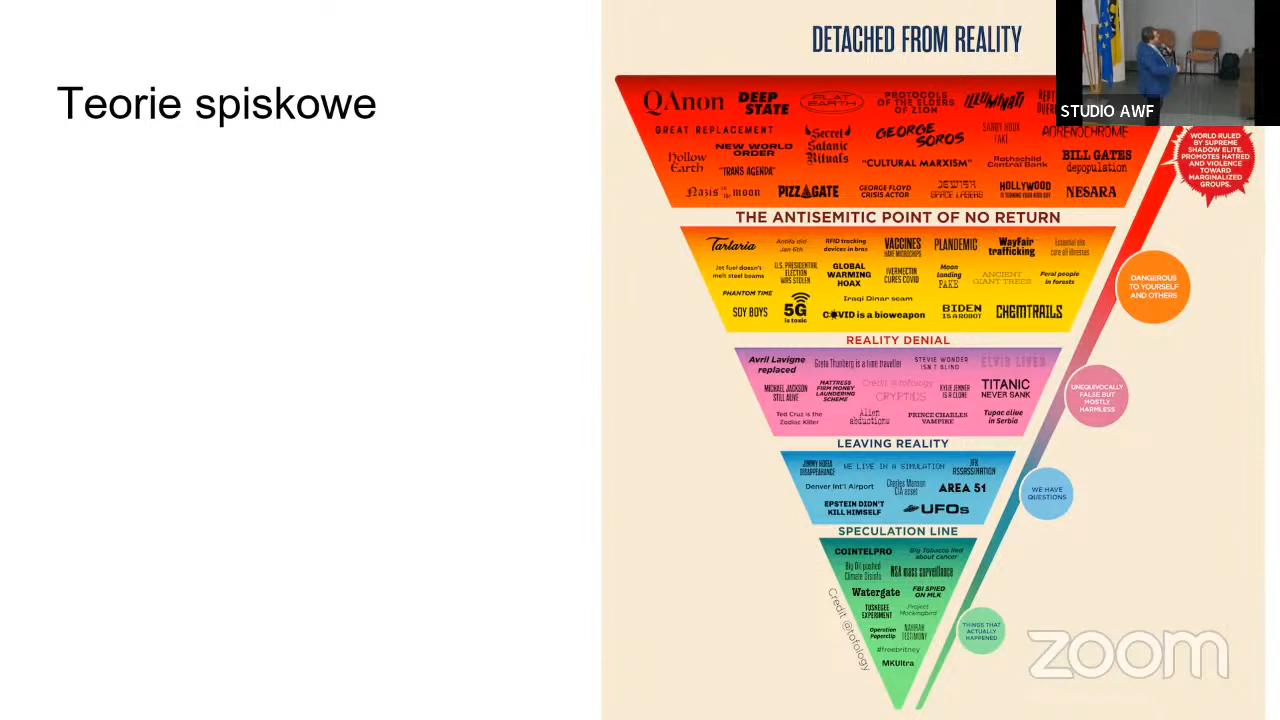 Teorie spiskowe
DETACHED FROM REALITY
STUDIO AWF
QAnon
DEEP STATE
FLAT EARTH
PROTOCOLS OF THE ELDERS OF ZION
ILLUMINATI
GREAT REPLACEMENT
Secret Satanic Rituals
GEORGE SOROS
SANDY HOOK FAKE
ADRENOCHROME
Hollow Earth
NEW WORLD ORDER
"TRANS AGENDA"
"CULTURAL MARXISM"
Rothschild Central Bank
BILL GATES depopulation
Nazis on the moon
PIZZAGATE
GEORGE FLOYD CRISIS ACTOR
JEWISH SPACE LASERS
HOLLYWOOD IS TURNING YOUR KIDS GAY
NESARA
WORLD RULED
BY SUPREME
SHADOW ELITE.
PROMOTES HATRED
AND VIOLENCE
TOWARD
MARGINALIZED
GROUPS.
THE ANTISEMITIC POINT OF NO RETURN
Tartaria
Antifa did Jan 6th
RFID tracking devices in bras
VACCINES HAVE MICROCHIPS
PLANDEMIC
WayFair trafficking
Essential oils cure all illnesses
Jet fuel doesn't melt steel beams
U.S. PRESIDENTIAL ELECTION WAS STOLEN
GLOBAL WARMING HOAX
IVERMECTIN CURES COVID
Moon landing FAKE
ANCIENT GIANT TREES
Feral people in forests
PHANTOM TIME
SOY BOYS
5G is toxic
Iraqi Dinar scam
COVID is a bioweapon
BIDEN IS A ROBOT
CHEMTRAILS
DANGEROUS
TO YOURSELF
AND OTHERS
REALITY DENIAL
Avril Lavigne replaced
Greta Thunberg is a time traveller
STEVIE WONDER ISN'T BLIND
ELVIS LIVES
MICHAEL JACKSON STILL ALIVE
MATTRESS FIRM MONEY LAUNDERING SCHEME
Credit @tofology
CRYPTIDS
KYLIE JENNER IS A CLONE
TITANIC NEVER SANK
Ted Cruz is the Zodiac Killer
Alien abductions
PRINCE CHARLES VAMPIRE
Tupac alive in Serbia
UNEQUIVOCALLY
FALSE BUT
MOSTLY
HARMLESS
LEAVING REALITY
JIMMY HOFFA DISAPPEARANCE
WE LIVE IN A SIMULATION
JFK ASSASSINATION
Denver Int'l Airport
Charles Manson CIA asset
AREA 51
EPSTEIN DIDN'T KILL HIMSELF
UFOs
WE HAVE
QUESTIONS
SPECULATION LINE
COINTELPRO
Big Tobacco lied about cancer
Big Oil pushed Climate Disinfo
NSA mass surveillance
Watergate
FBI SPIED ON MLK
TUSKEGEE EXPERIMENT
Project Mockingbird
Operation Paperclip
NAYIRAH TESTIMONY
#freebritney
MKUltra
THINGS THAT
ACTUALLY
HAPPENED
Credit @tofology
zoom